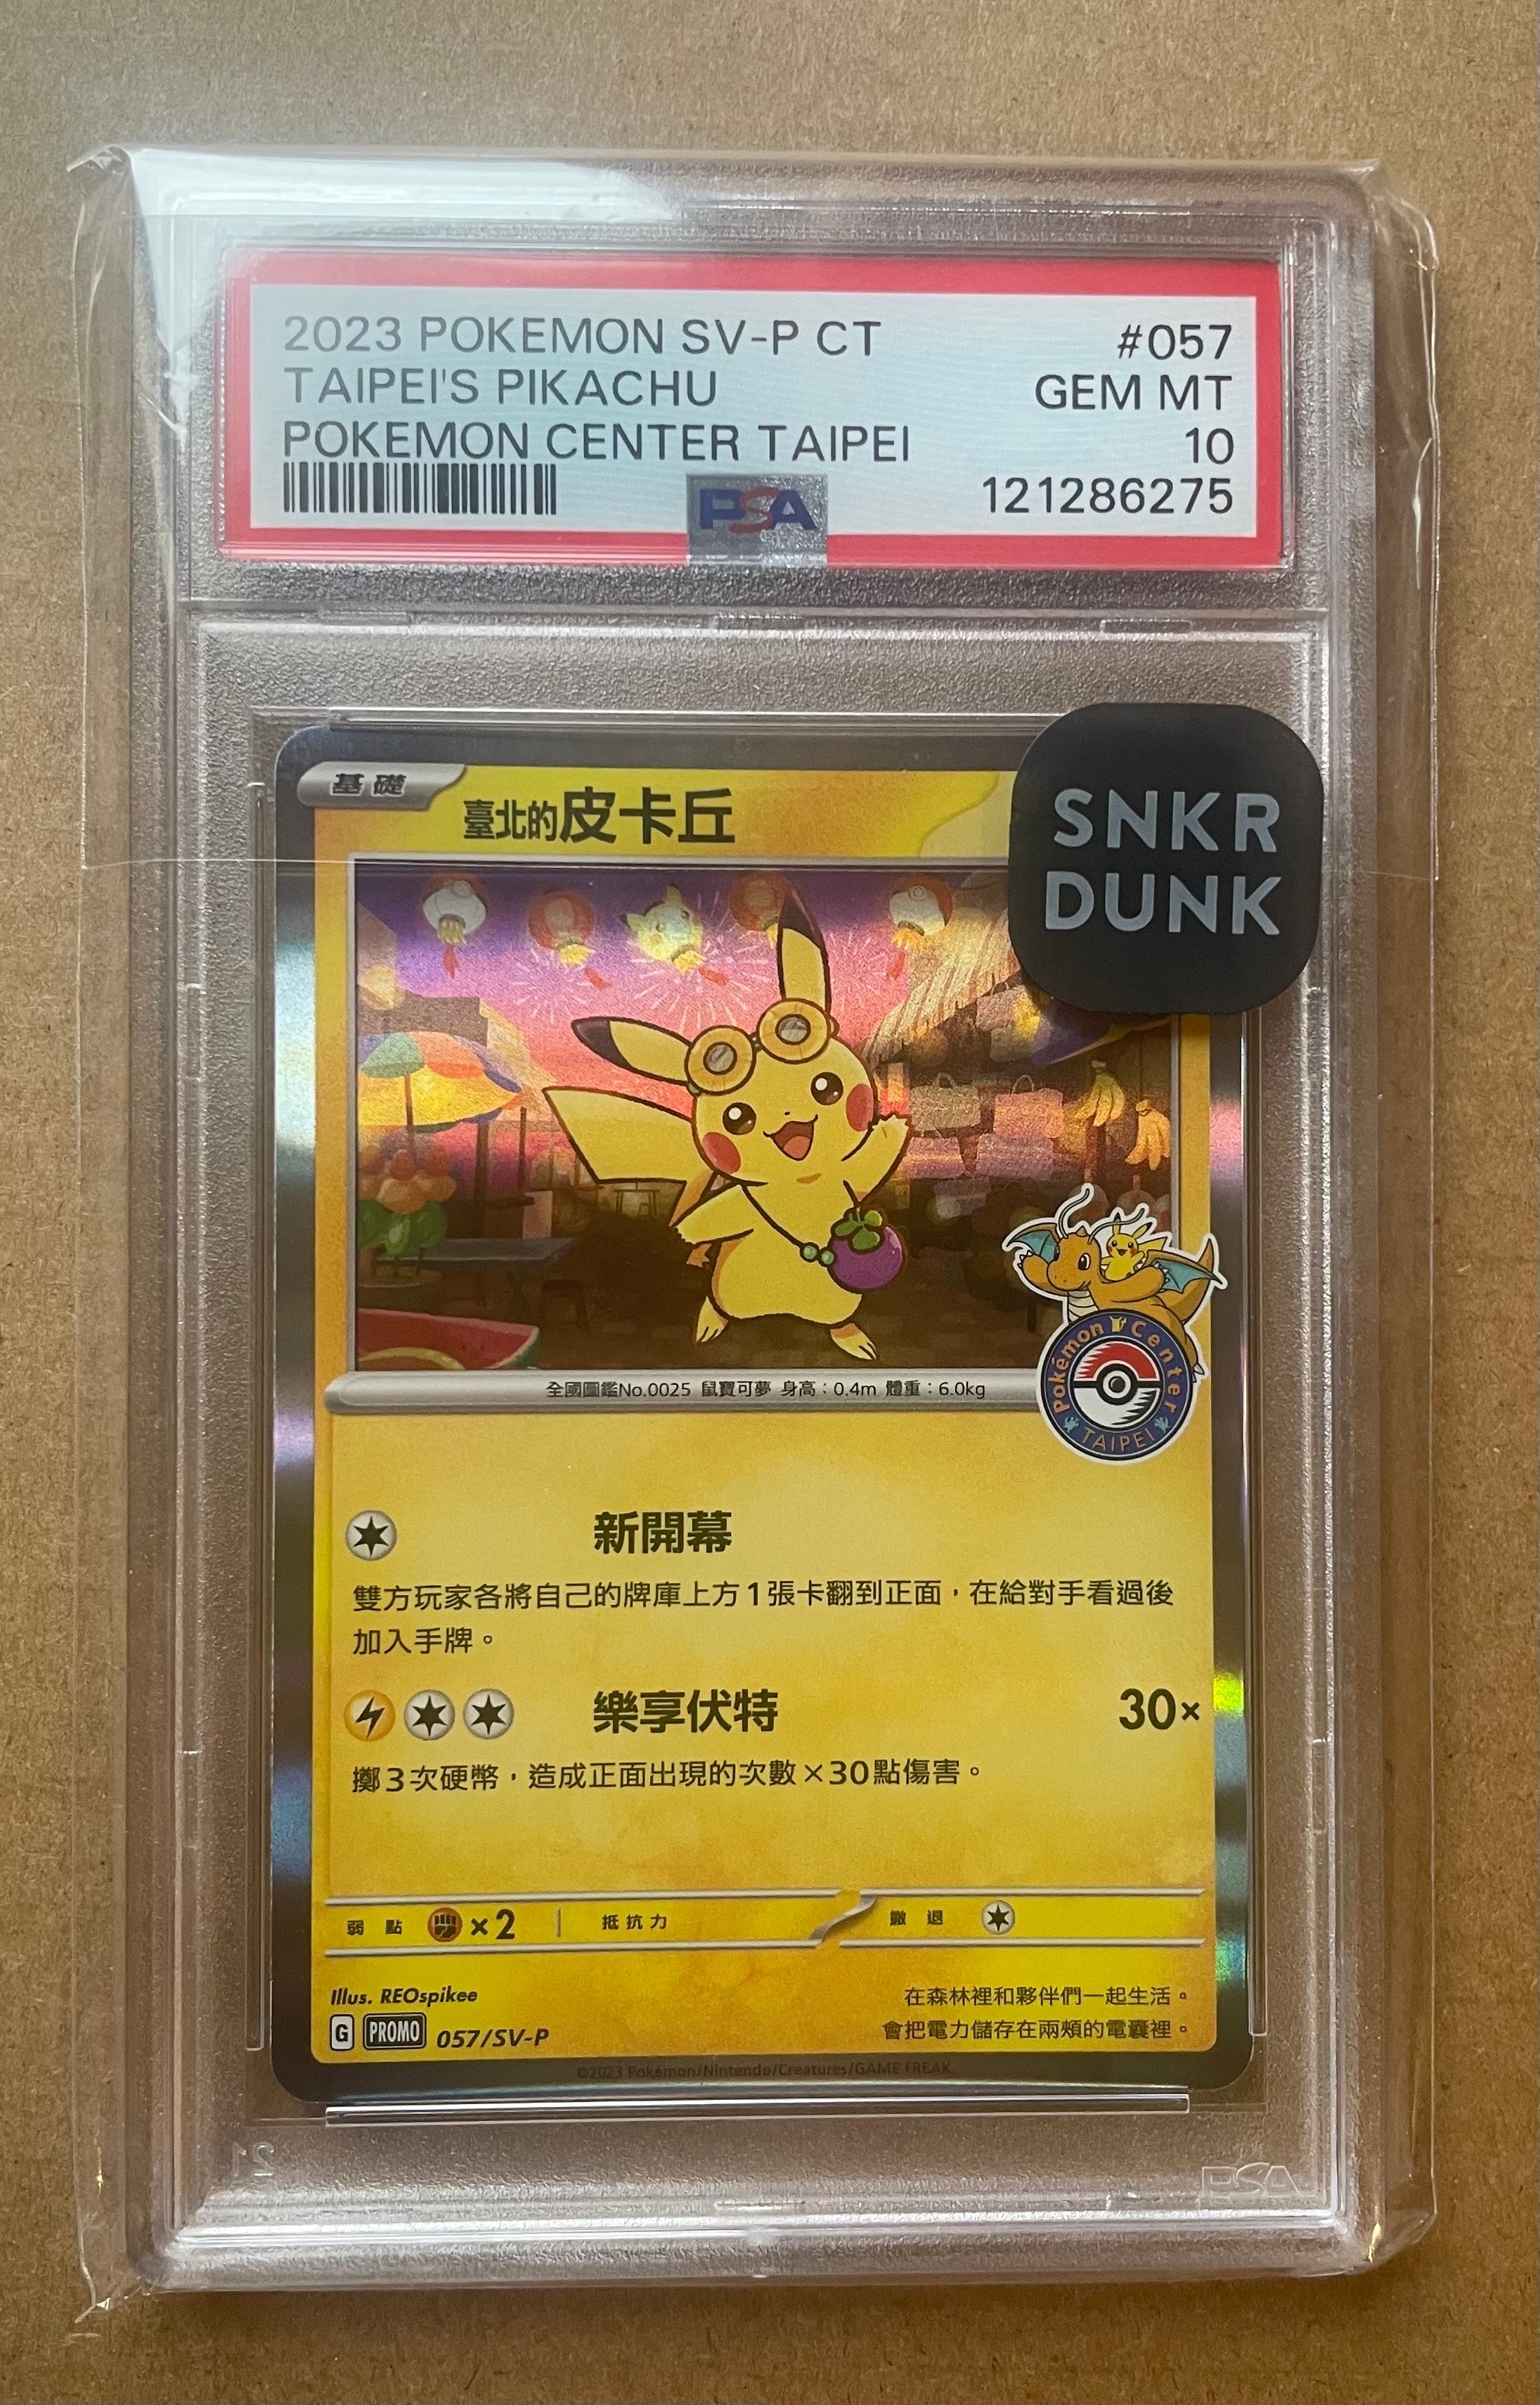 2023 POKEMON SV-P CT #057
TAIPEI'S PIKACHU GEM MT
POKEMON CENTER TAIPEI 10
PSA 121286275
SNKR
DUNK
基礎
臺北的皮卡丘
全國圖鑑No.0025 鼠寶可夢 身高：0.4m 體重：6.0kg
Pokémon Center
TAIPEI
新開幕
雙方玩家各將自己的牌庫上方1張卡翻到正面，在給對手看過後
加入手牌。
樂享伏特 30×
擲3次硬幣，造成正面出現的次數×30點傷害。
弱點 ×2 抵抗力 撤退
Illus. REOspikee
在森林裡和夥伴們一起生活。
G PROMO 057/SV-P
會把電力儲存在兩頰的電囊裡。
©2023 Pokémon/Nintendo/Creatures/GAME FREAK.
PSA